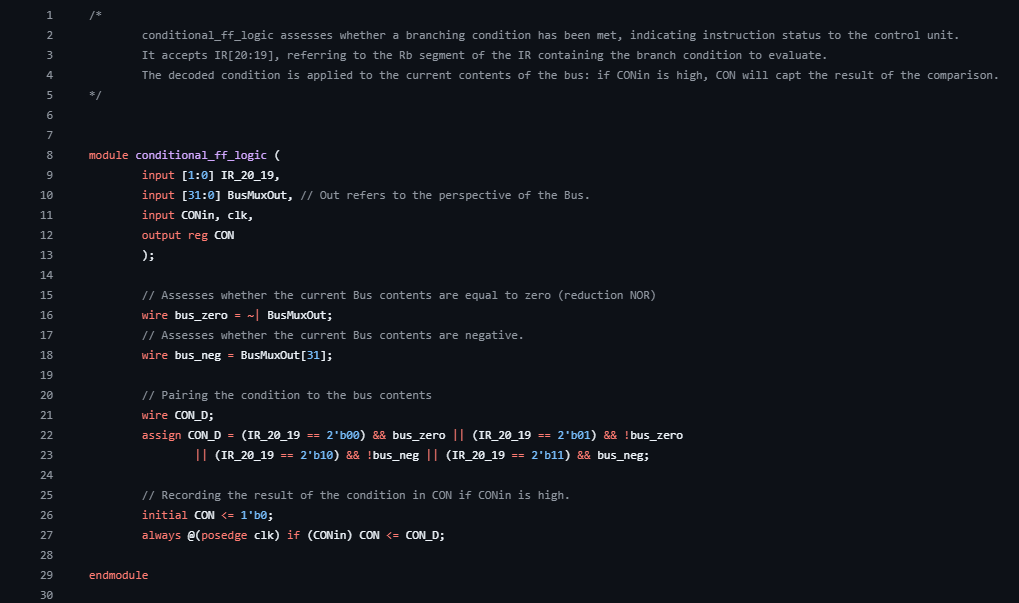 1 /*
2 conditional_ff_logic assesses whether a branching condition has been met, indicating instruction status to the control unit.
3 It accepts IR[20:19], referring to the Rb segment of the IR containing the branch condition to evaluate.
4 The decoded condition is applied to the current contents of the bus: if CONin is high, CON will capt the result of the comparison.
5 */
6
7
8 module conditional_ff_logic (
9 input [1:0] IR_20_19,
10 input [31:0] BusMuxOut, // Out refers to the perspective of the Bus.
11 input CONin, clk,
12 output reg CON
13 );
14
15 // Assesses whether the current Bus contents are equal to zero (reduction NOR)
16 wire bus_zero = ~| BusMuxOut;
17 // Assesses whether the current Bus contents are negative.
18 wire bus_neg = BusMuxOut[31];
19
20 // Pairing the condition to the bus contents
21 wire CON_D;
22 assign CON_D = (IR_20_19 == 2'b00) && bus_zero || (IR_20_19 == 2'b01) && !bus_zero
23 || (IR_20_19 == 2'b10) && !bus_neg || (IR_20_19 == 2'b11) && bus_neg;
24
25 // Recording the result of the condition in CON if CONin is high.
26 initial CON <= 1'b0;
27 always @(posedge clk) if (CONin) CON <= CON_D;
28
29 endmodule
30